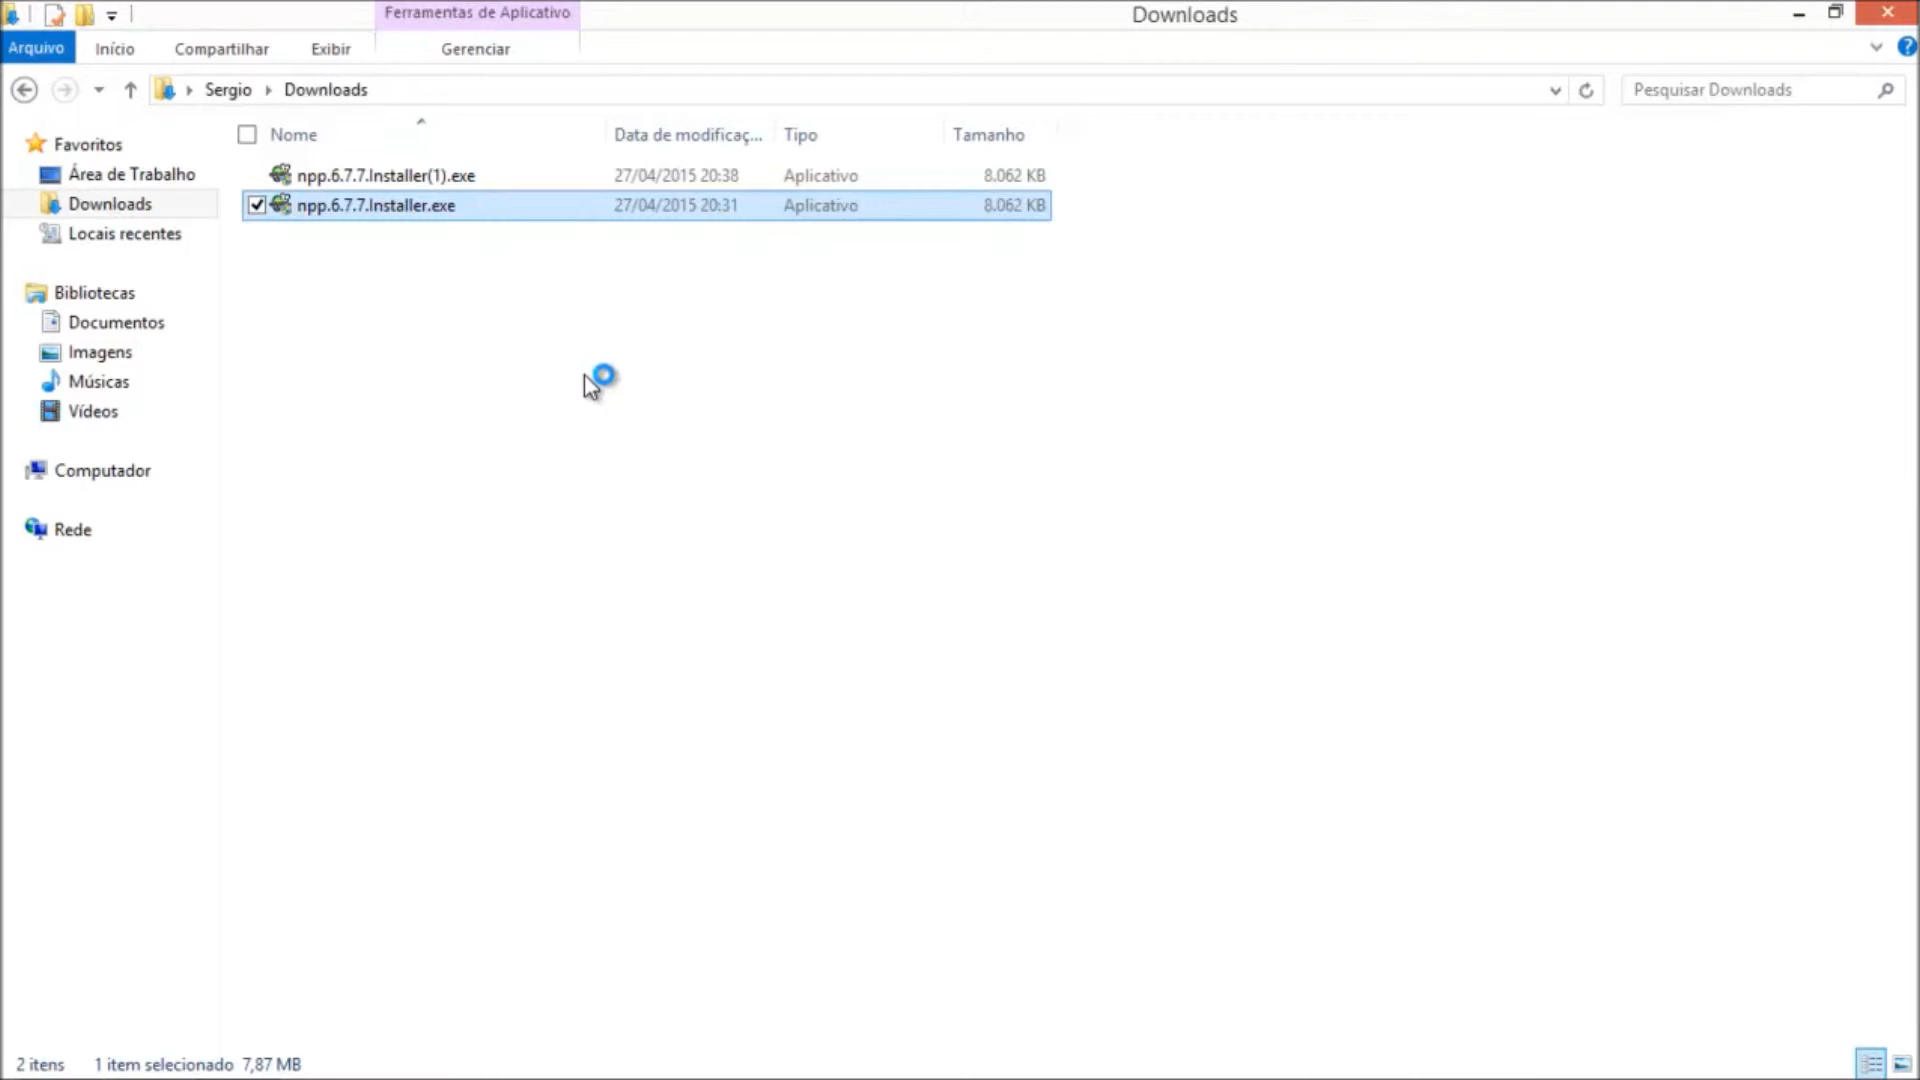 Ferramentas de Aplicativo
Downloads
Arquivo Início Compartilhar Exibir Gerenciar
Sergio Downloads
Pesquisar Downloads
Nome Data de modificaç... Tipo Tamanho
Favoritos
Área de Trabalho
Downloads
Locais recentes
Bibliotecas
Documentos
Imagens
Músicas
Vídeos
Computador
Rede
npp.6.7.7.Installer(1).exe 27/04/2015 20:38 Aplicativo 8.062 KB
npp.6.7.7.Installer.exe 27/04/2015 20:31 Aplicativo 8.062 KB
2 itens 1 item selecionado 7,87 MB